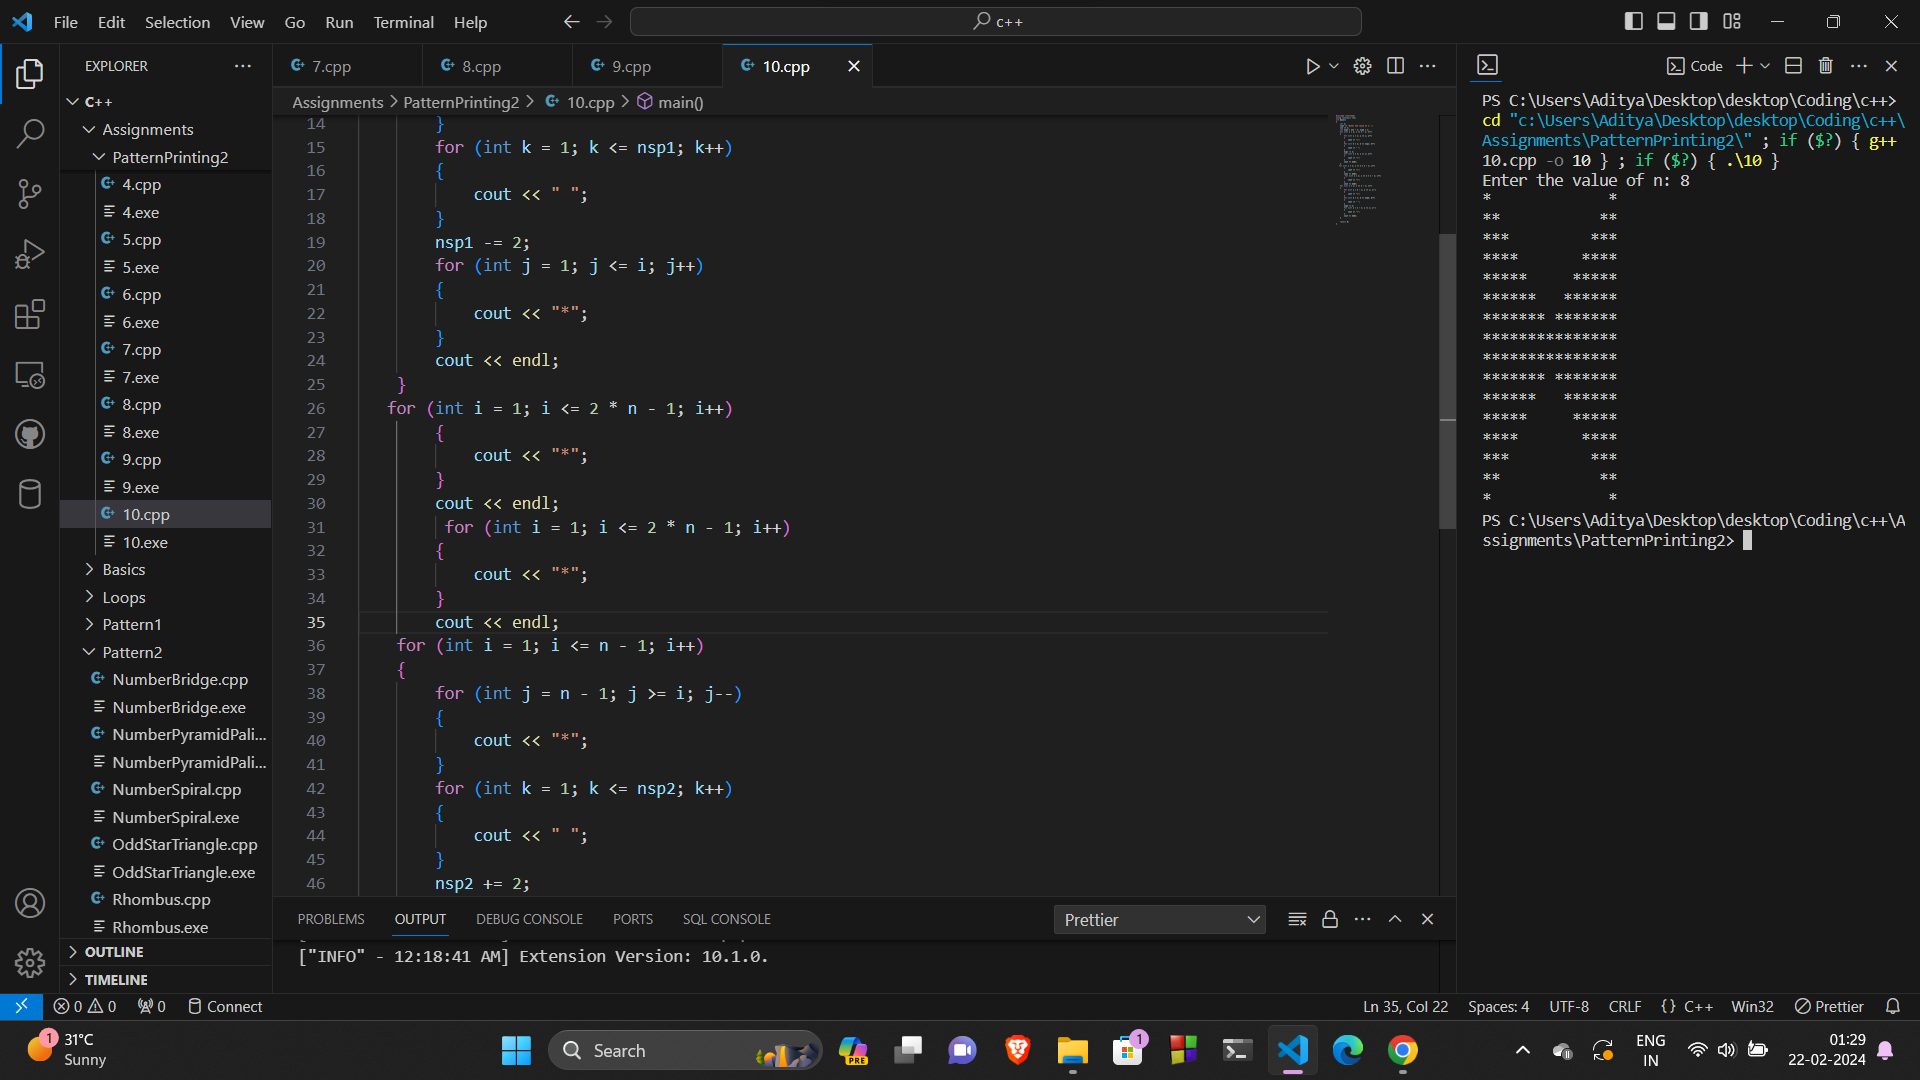 File Edit Selection View Go Run Terminal Help
c++
EXPLORER
C++
Assignments
PatternPrinting2
4.cpp
4.exe
5.cpp
5.exe
6.cpp
6.exe
7.cpp
7.exe
8.cpp
8.exe
9.cpp
9.exe
10.cpp
10.exe
Basics
Loops
Pattern1
Pattern2
NumberBridge.cpp
NumberBridge.exe
NumberPyramidPali...
NumberPyramidPali...
NumberSpiral.cpp
NumberSpiral.exe
OddStarTriangle.cpp
OddStarTriangle.exe
Rhombus.cpp
Rhombus.exe
OUTLINE
TIMELINE
7.cpp 8.cpp 9.cpp 10.cpp
Assignments > PatternPrinting2 > 10.cpp > main()
14 }
15 for (int k = 1; k <= nsp1; k++)
16 {
17 cout << " ";
18 }
19 nsp1 -= 2;
20 for (int j = 1; j <= i; j++)
21 {
22 cout << "*";
23 }
24 cout << endl;
25 }
26 for (int i = 1; i <= 2 * n - 1; i++)
27 {
28 cout << "*";
29 }
30 cout << endl;
31 for (int i = 1; i <= 2 * n - 1; i++)
32 {
33 cout << "*";
34 }
35 cout << endl;
36 for (int i = 1; i <= n - 1; i++)
37 {
38 for (int j = n - 1; j >= i; j--)
39 {
40 cout << "*";
41 }
42 for (int k = 1; k <= nsp2; k++)
43 {
44 cout << " ";
45 }
46 nsp2 += 2;
PROBLEMS OUTPUT DEBUG CONSOLE PORTS SQL CONSOLE
Prettier
["INFO" - 12:18:41 AM] Extension Version: 10.1.0.
Code
PS C:\Users\Aditya\Desktop\desktop\Coding\c++>
cd "c:\Users\Aditya\Desktop\desktop\Coding\c++\
Assignments\PatternPrinting2\" ; if ($?) { g++
10.cpp -o 10 } ; if ($?) { .\10 }
Enter the value of n: 8
*             *
**           **
***         ***
****       ****
*****     *****
******   ******
******* *******
***************
***************
******* *******
******   ******
*****     *****
****       ****
***         ***
**           **
*             *
PS C:\Users\Aditya\Desktop\desktop\Coding\c++\A
ssignments\PatternPrinting2>
0 0 0 Connect
Ln 35, Col 22 Spaces: 4 UTF-8 CRLF {} C++ Win32 Prettier
1
31°C
Sunny
Search
PRE
1
ENG
IN
01:29
22-02-2024